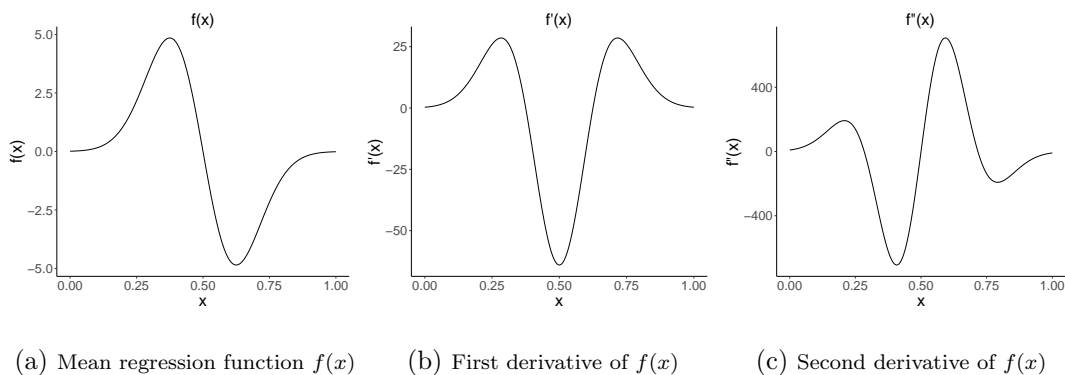 f(x)
5.0
2.5
0.0
−2.5
−5.0
f(x)
0.00 0.25 0.50 0.75 1.00
x
f'(x)
25
0
−25
−50
f'(x)
0.00 0.25 0.50 0.75 1.00
x
f''(x)
400
0
−400
f''(x)
0.00 0.25 0.50 0.75 1.00
x
(a) Mean regression function f(x)
(b) First derivative of f(x)
(c) Second derivative of f(x)